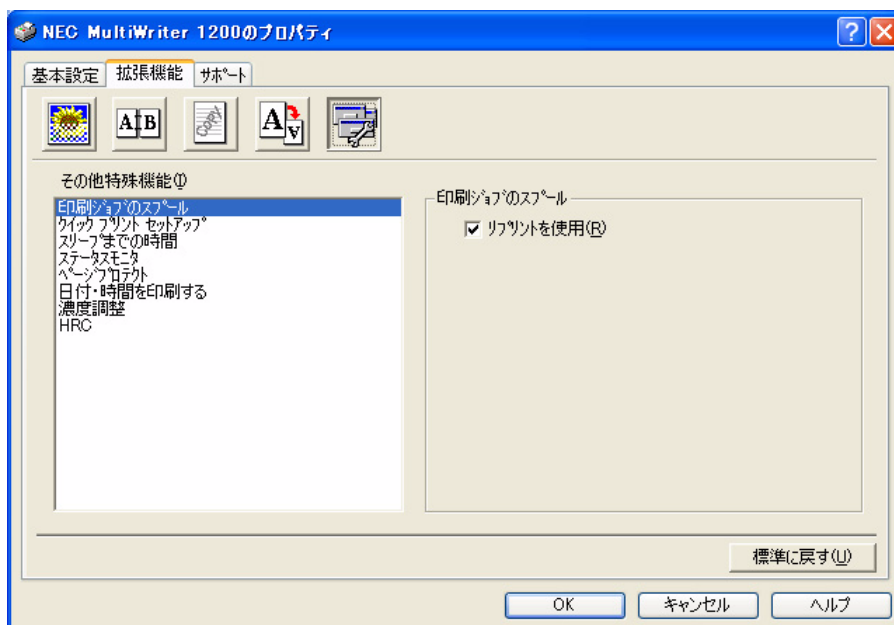 NEC MultiWriter 1200のプロパティ
基本設定 拡張機能 サポート
A B
Copy
A A
その他特殊機能(I)
印刷ジョブのスプール
クイック プリント セットアップ
スリープまでの時間
ステータスモニタ
ページプロテクト
日付・時間を印刷する
濃度調整
HRC
印刷ジョブのスプール
リプリントを使用(R)
標準に戻す(U)
OK キャンセル ヘルプ